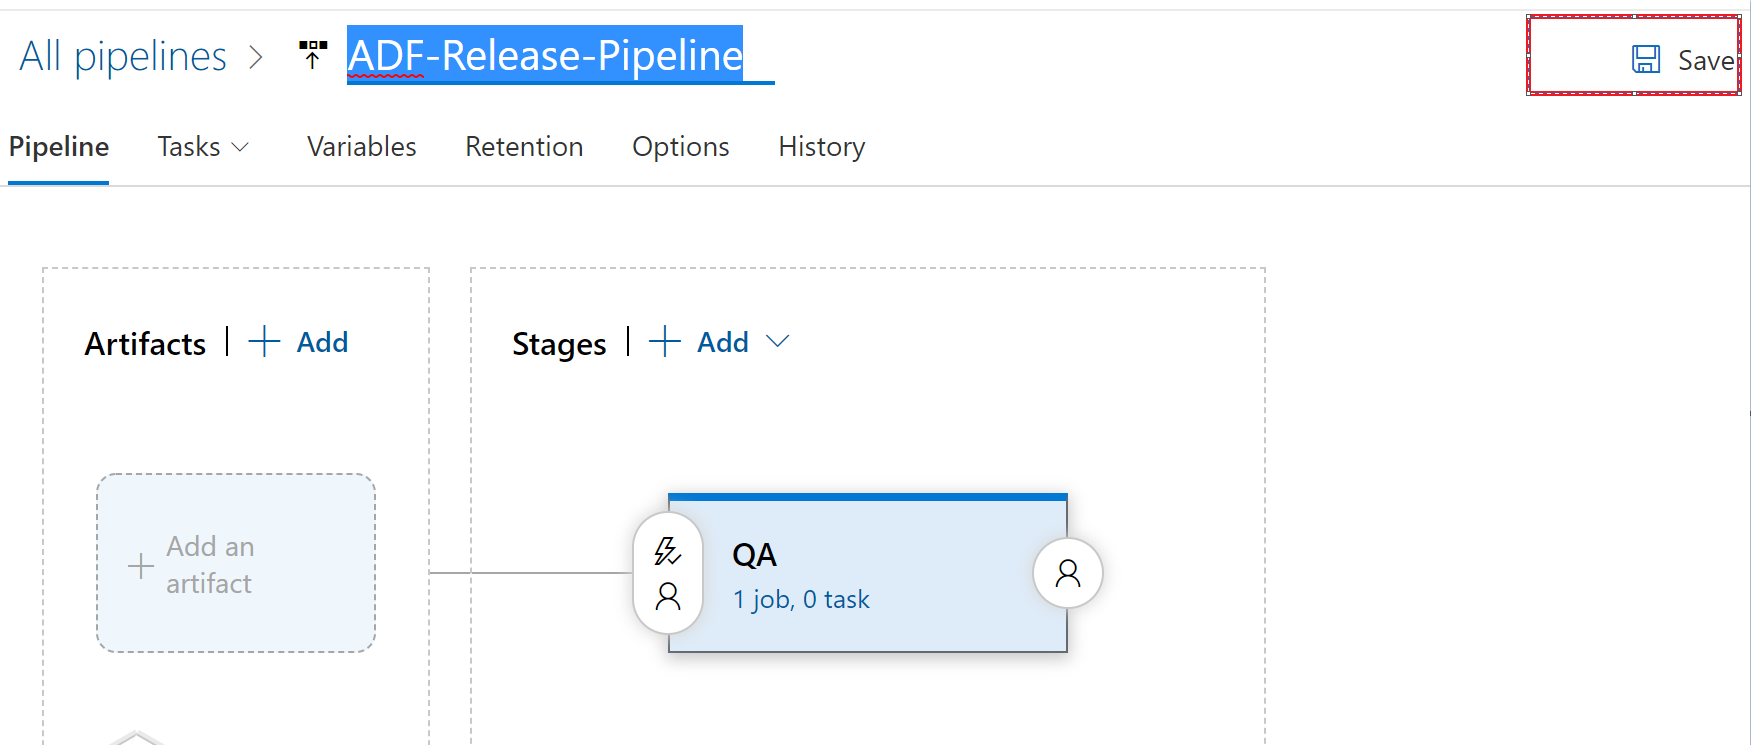 All pipelines > ADF-Release-Pipeline
Save
Pipeline Tasks Variables Retention Options History
Artifacts | + Add
Stages | + Add
+ Add an
artifact
QA
1 job, 0 task